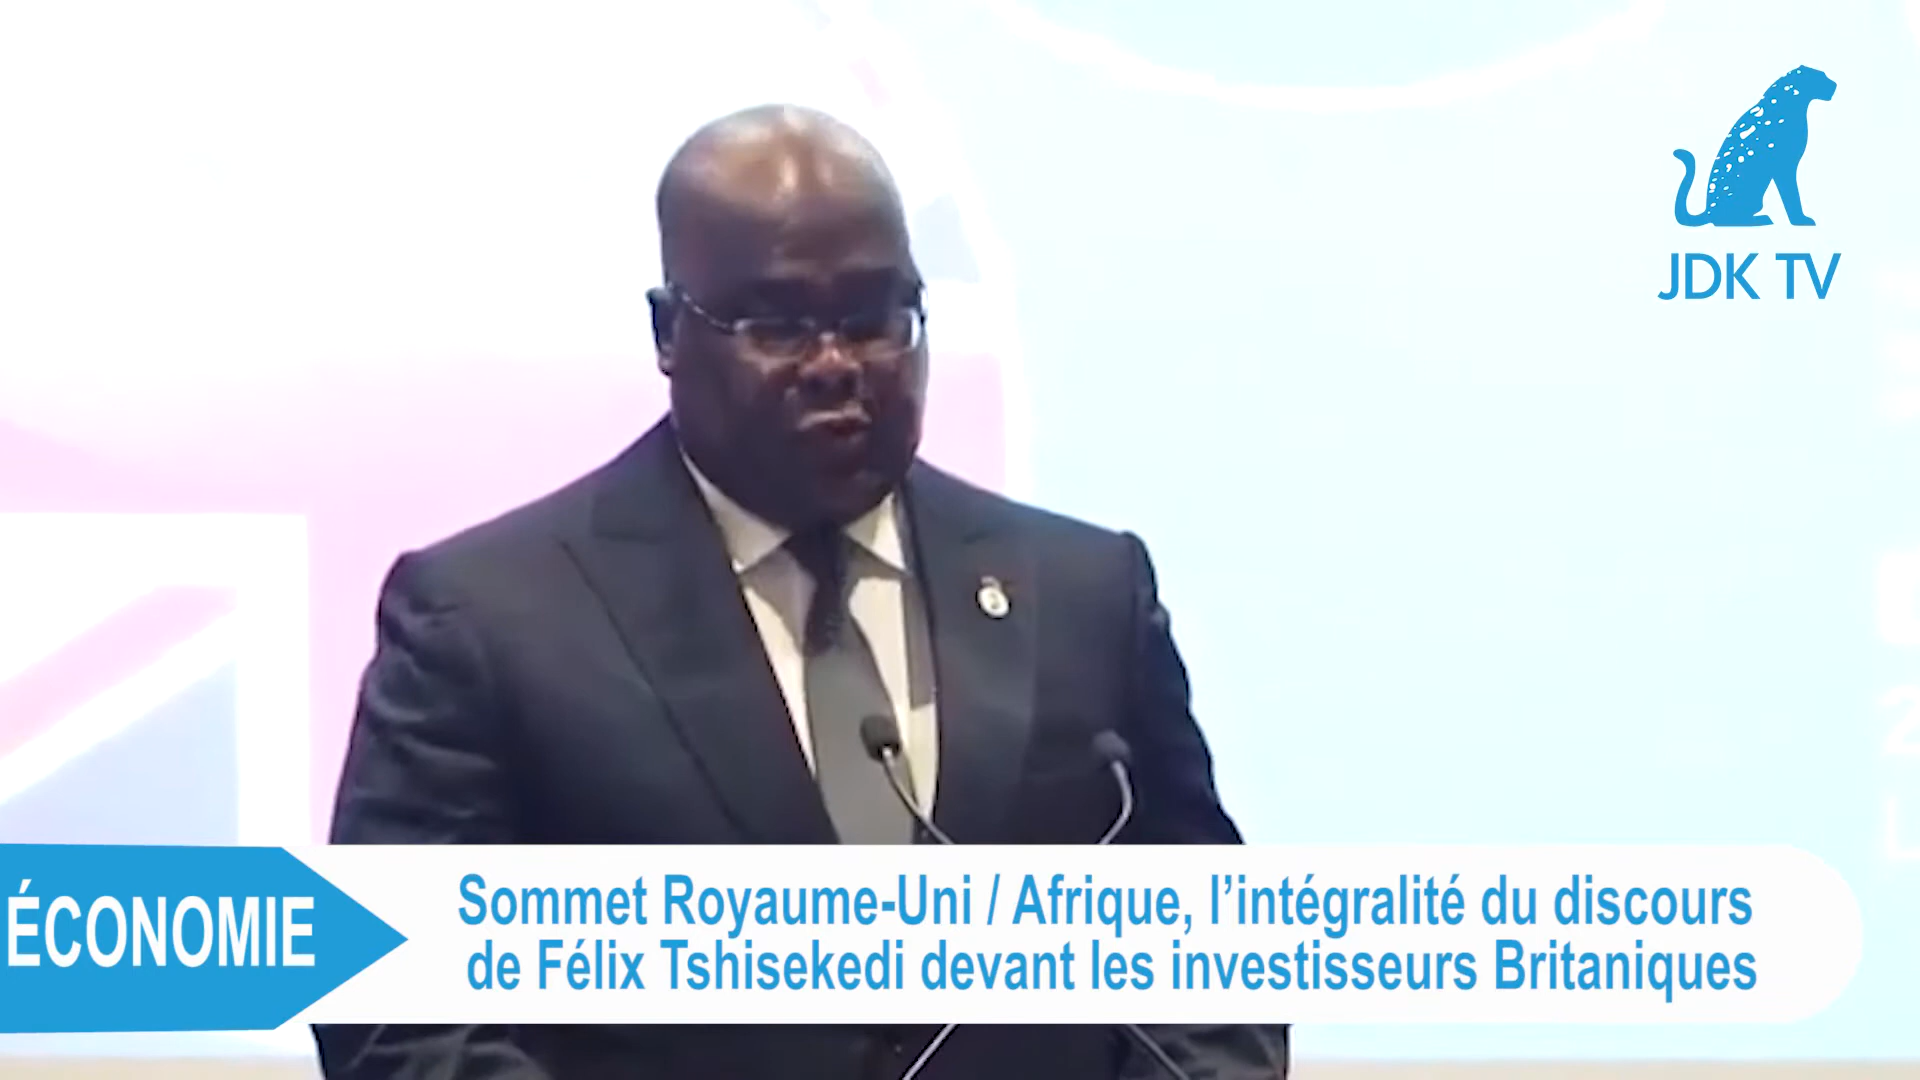 JDK TV
ÉCONOMIE
Sommet Royaume-Uni / Afrique, l’intégralité du discours
de Félix Tshisekedi devant les investisseurs Britaniques